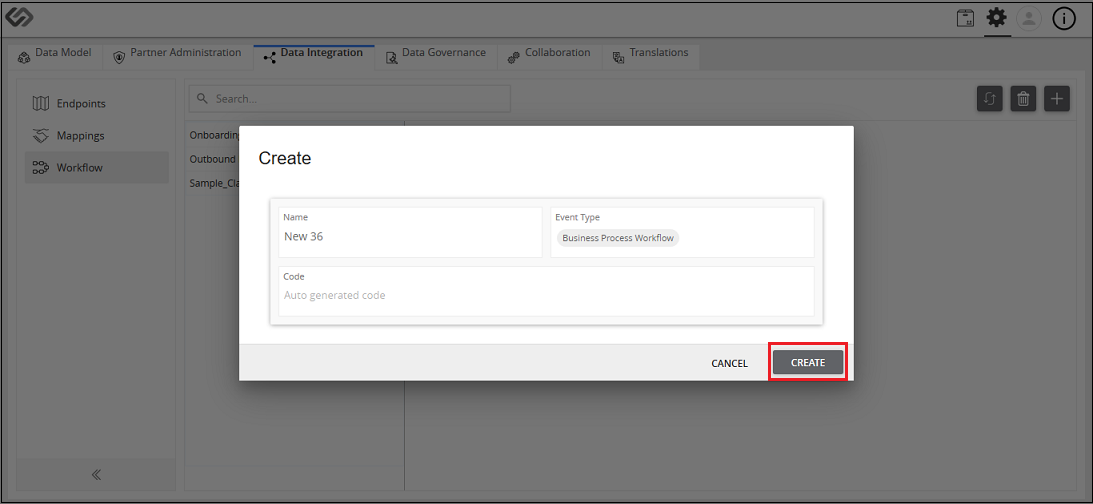 Data Model
Partner Administration
Data Integration
Data Governance
Collaboration
Translations
Endpoints
Mappings
Workflow
Search...
Onboarding
Outbound
Create
Name
New 36
Event Type
Business Process Workflow
Code
Auto generated code
CANCEL
CREATE